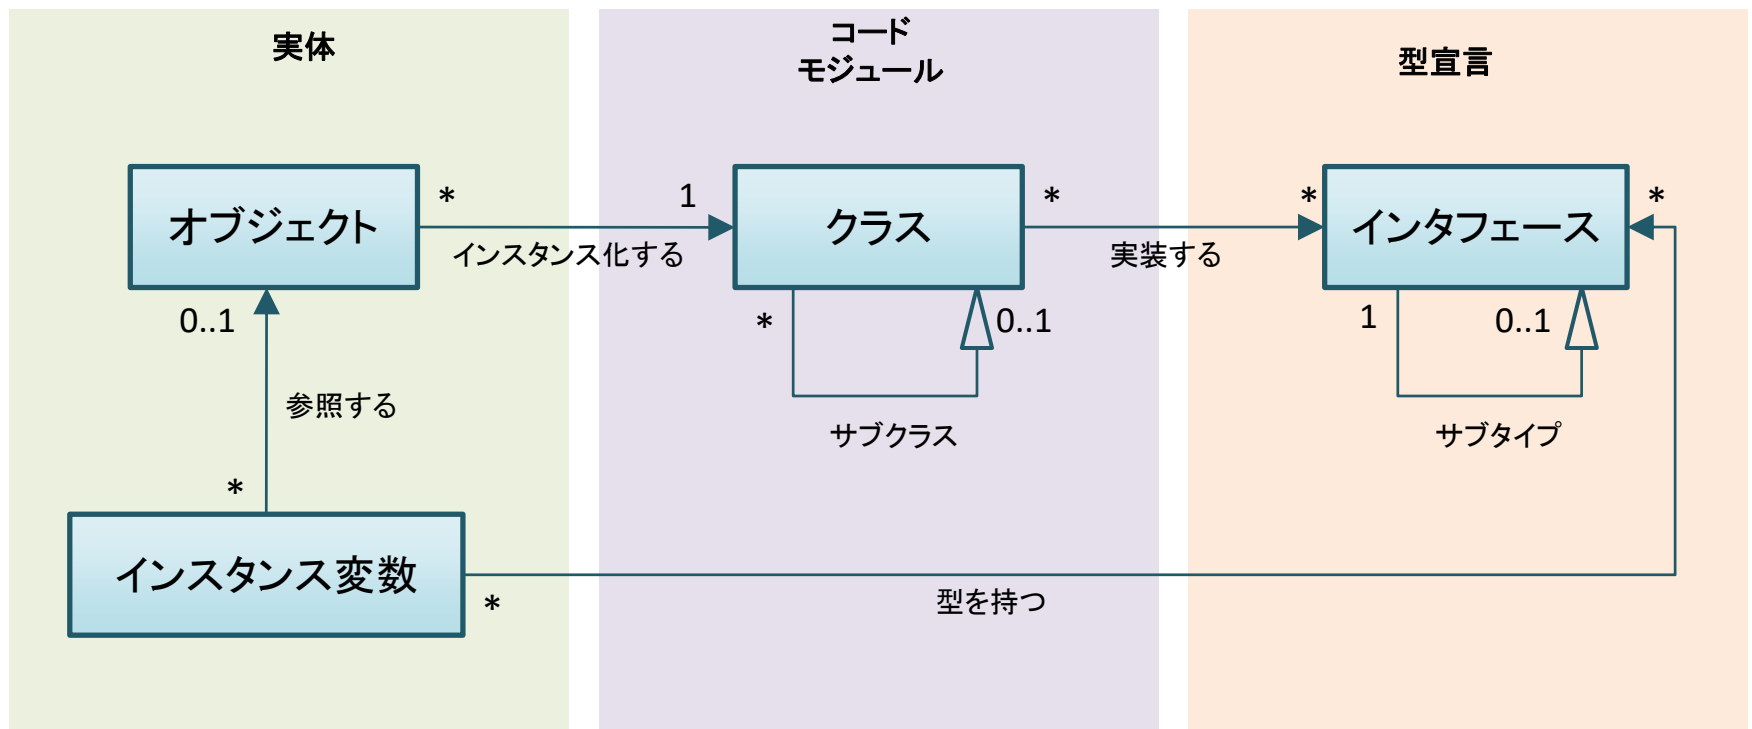 実体
コード
モジュール
型宣言
オブジェクト
*
1
インスタンス化する
クラス
*
*
実装する
インタフェース
*
0..1
参照する
*
*
0..1
サブクラス
1
0..1
サブタイプ
インスタンス変数
*
型を持つ